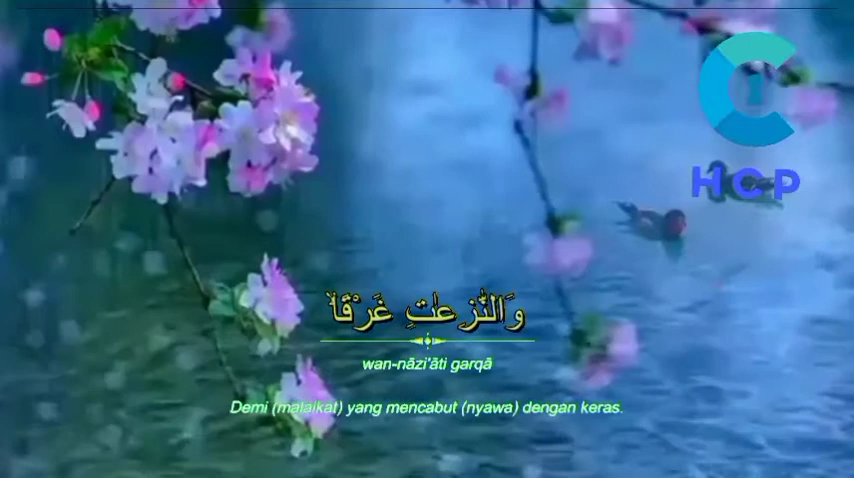 HCP
وَالنّٰزِعٰتِ غَرْقًاۙ
wan-nāzi'āti garqā
Demi (malaikat) yang mencabut (nyawa) dengan keras.